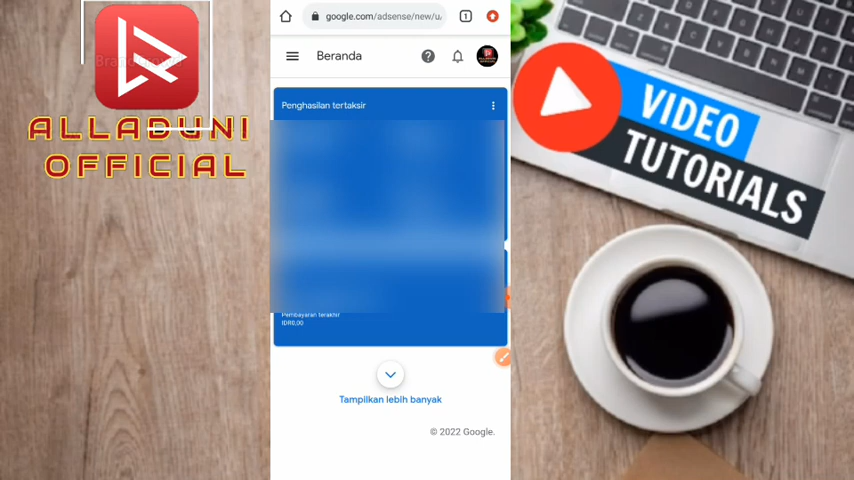 ALLADUNI
OFFICIAL
google.com/adsense/new/u/
1
Beranda
Penghasilan tertaksir
Pembayaran terakhir
IDR0,00
Tampilkan lebih banyak
© 2022 Google.
VIDEO
TUTORIALS